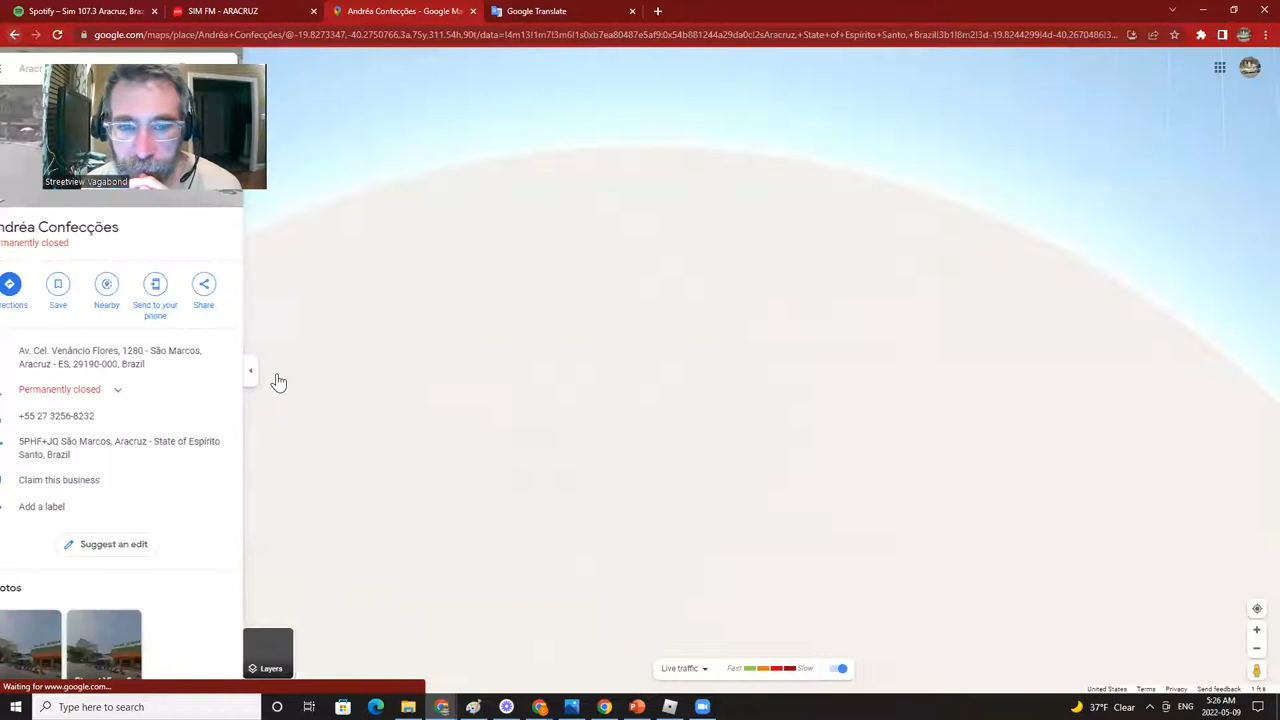 Spotify – Sim 107.3 Aracruz, Braz
SIM FM - ARACRUZ
Andréa Confecções - Google Ma
Google Translate
google.com/maps/place/Andréa+Confecções/@-19.8273347,-40.2750766,3a,75y,311.54h,90t/data=!4m13!1m7!3m6!1s0xb7ea80487e5af9:0x54b881244a29da0c!2sAracruz,+State+of+Espírito+Santo,+Brazil!3b1!8m2!3d-19.8244299!4d-40.2670486!3...
Aracr
Streetview Vagabond
ndréa Confecções
manently closed
rections
Save
Nearby
Send to your
phone
Share
Av. Cel. Venâncio Flores, 1280 - São Marcos,
Aracruz - ES, 29190-000, Brazil
Permanently closed
+55 27 3256-8232
5PHF+JQ São Marcos, Aracruz - State of Espírito
Santo, Brazil
Claim this business
Add a label
Suggest an edit
otos
Layers
Live traffic
Fast
Slow
Waiting for www.google.com...
United States
Terms
Privacy
Send feedback
1 ft
Type here to search
37°F Clear
ENG
5:26 AM
2022-05-09